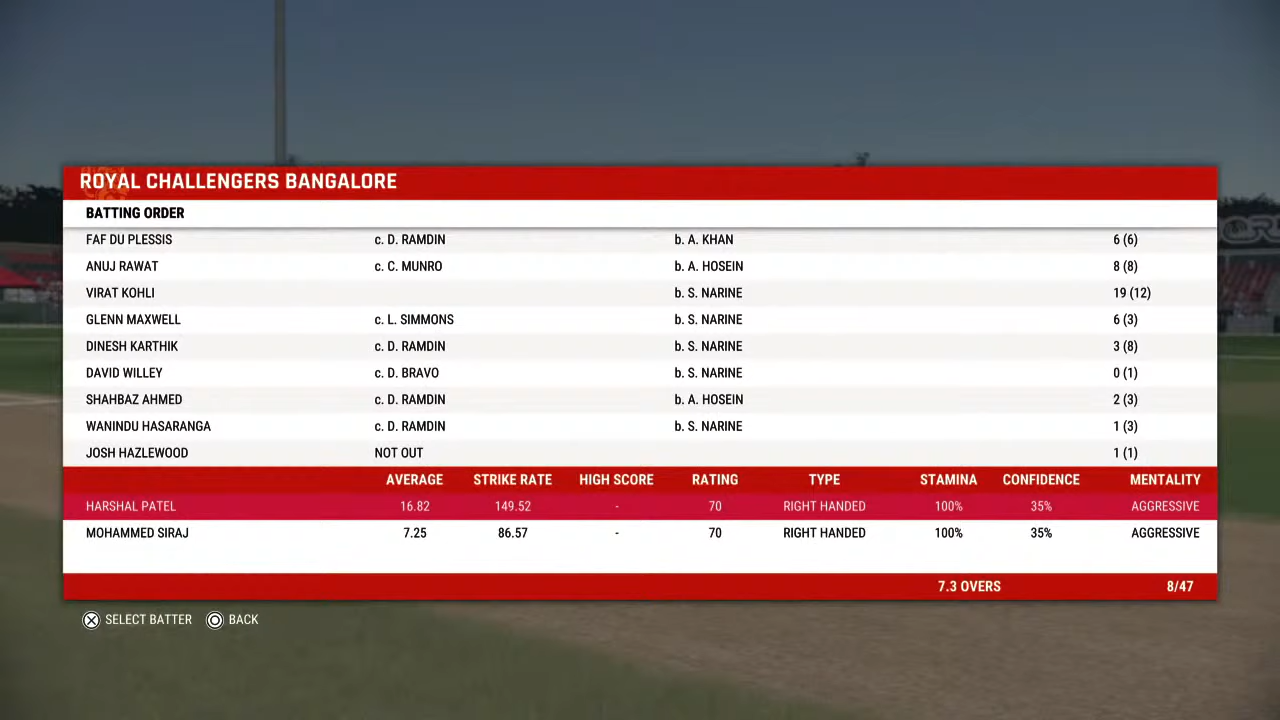 ROYAL CHALLENGERS BANGALORE
BATTING ORDER
FAF DU PLESSIS c. D. RAMDIN b. A. KHAN 6 (6)
ANUJ RAWAT c. C. MUNRO b. A. HOSEIN 8 (8)
VIRAT KOHLI b. S. NARINE 19 (12)
GLENN MAXWELL c. L. SIMMONS b. S. NARINE 6 (3)
DINESH KARTHIK c. D. RAMDIN b. S. NARINE 3 (8)
DAVID WILLEY c. D. BRAVO b. S. NARINE 0 (1)
SHAHBAZ AHMED c. D. RAMDIN b. A. HOSEIN 2 (3)
WANINDU HASARANGA c. D. RAMDIN b. S. NARINE 1 (3)
JOSH HAZLEWOOD NOT OUT 1 (1)
AVERAGE STRIKE RATE HIGH SCORE RATING TYPE STAMINA CONFIDENCE MENTALITY
HARSHAL PATEL 16.82 149.52 - 70 RIGHT HANDED 100% 35% AGGRESSIVE
MOHAMMED SIRAJ 7.25 86.57 - 70 RIGHT HANDED 100% 35% AGGRESSIVE
7.3 OVERS 8/47
SELECT BATTER BACK